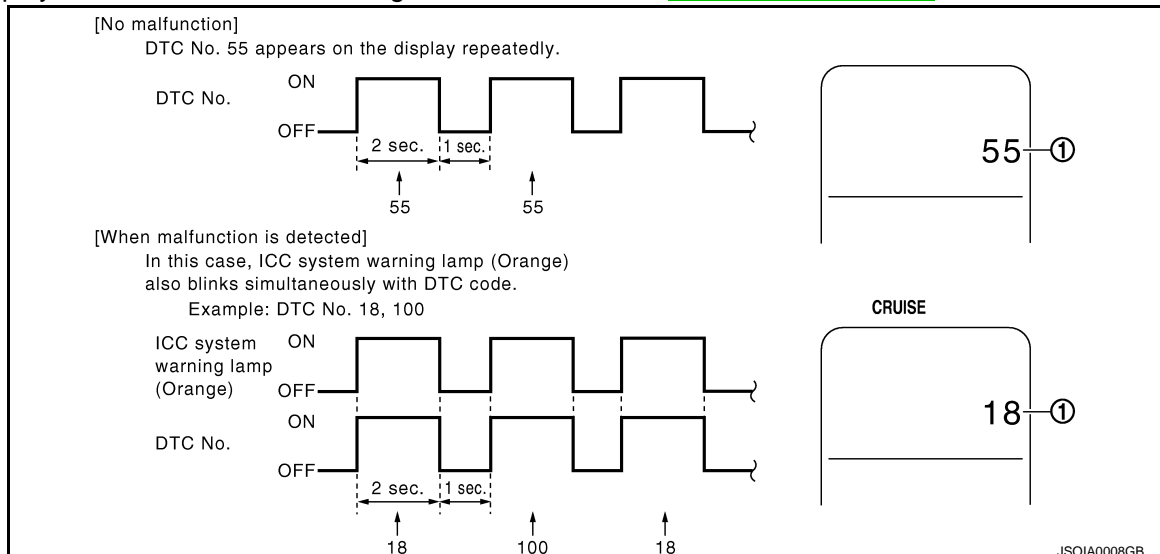 [No malfunction]
DTC No. 55 appears on the display repeatedly.
DTC No.
ON
OFF
2 sec.
1 sec.
55
55
55
①
[When malfunction is detected]
In this case, ICC system warning lamp (Orange)
also blinks simultaneously with DTC code.
Example: DTC No. 18, 100
ICC system
warning lamp
(Orange)
ON
OFF
DTC No.
ON
OFF
2 sec.
1 sec.
18
100
18
CRUISE
18
①
JSOIA0008GB